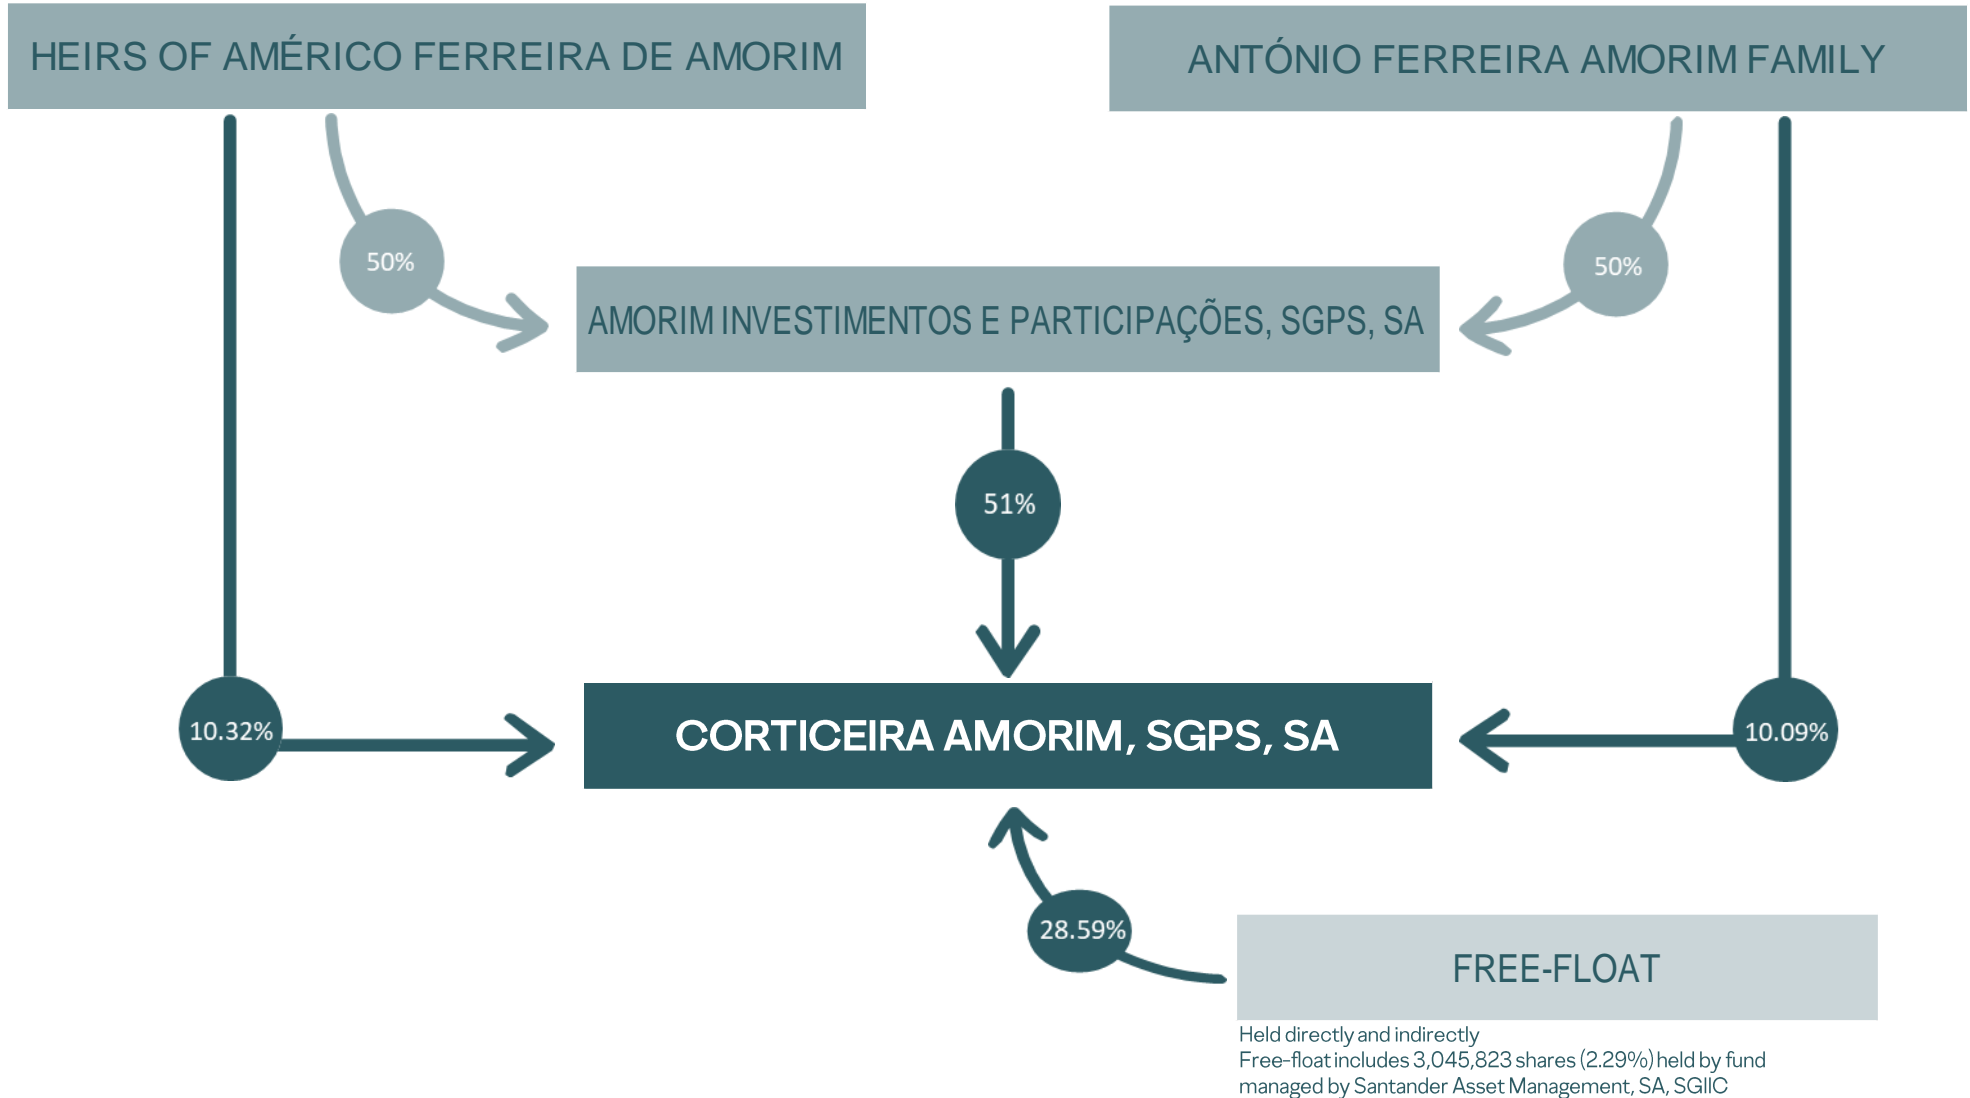 HEIRS OF AMÉRICO FERREIRA DE AMORIM
ANTÓNIO FERREIRA AMORIM FAMILY
50%
50%
AMORIM INVESTIMENTOS E PARTICIPAÇÕES, SGPS, SA
51%
10.32%
CORTICEIRA AMORIM, SGPS, SA
10.09%
28.59%
FREE-FLOAT
Held directly and indirectly
Free-float includes 3,045,823 shares (2.29%) held by fund
managed by Santander Asset Management, SA, SGIIC